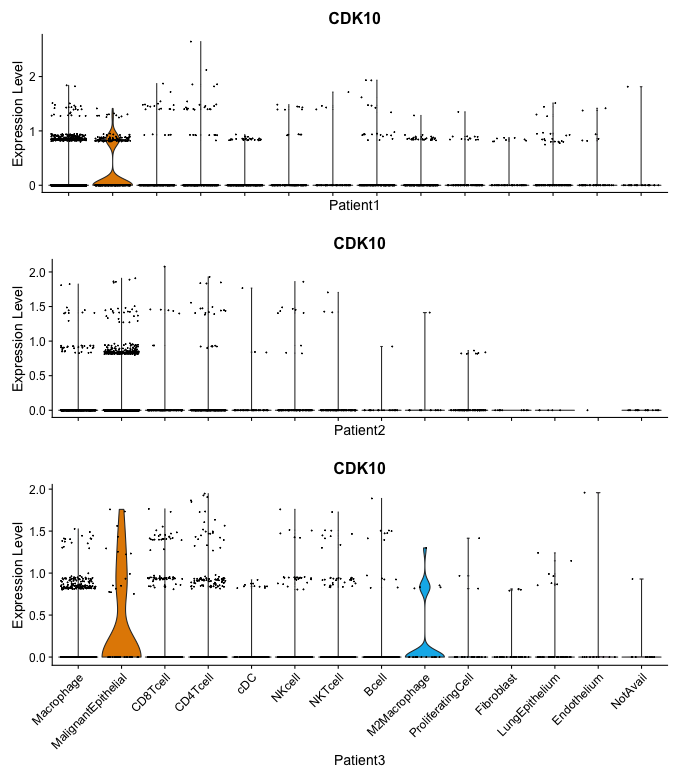 CDK10
Expression Level
2
1
0
Patient1
CDK10
Expression Level
2.0
1.5
1.0
0.5
0.0
Patient2
CDK10
Expression Level
2.0
1.5
1.0
0.5
0.0
Macrophage
MalignantEpithelial
CD8Tcell
CD4Tcell
cDC
NKcell
NKTcell
Bcell
M2Macrophage
ProliferatingCell
Fibroblast
LungEpithelium
Endothelium
NotAvail
Patient3